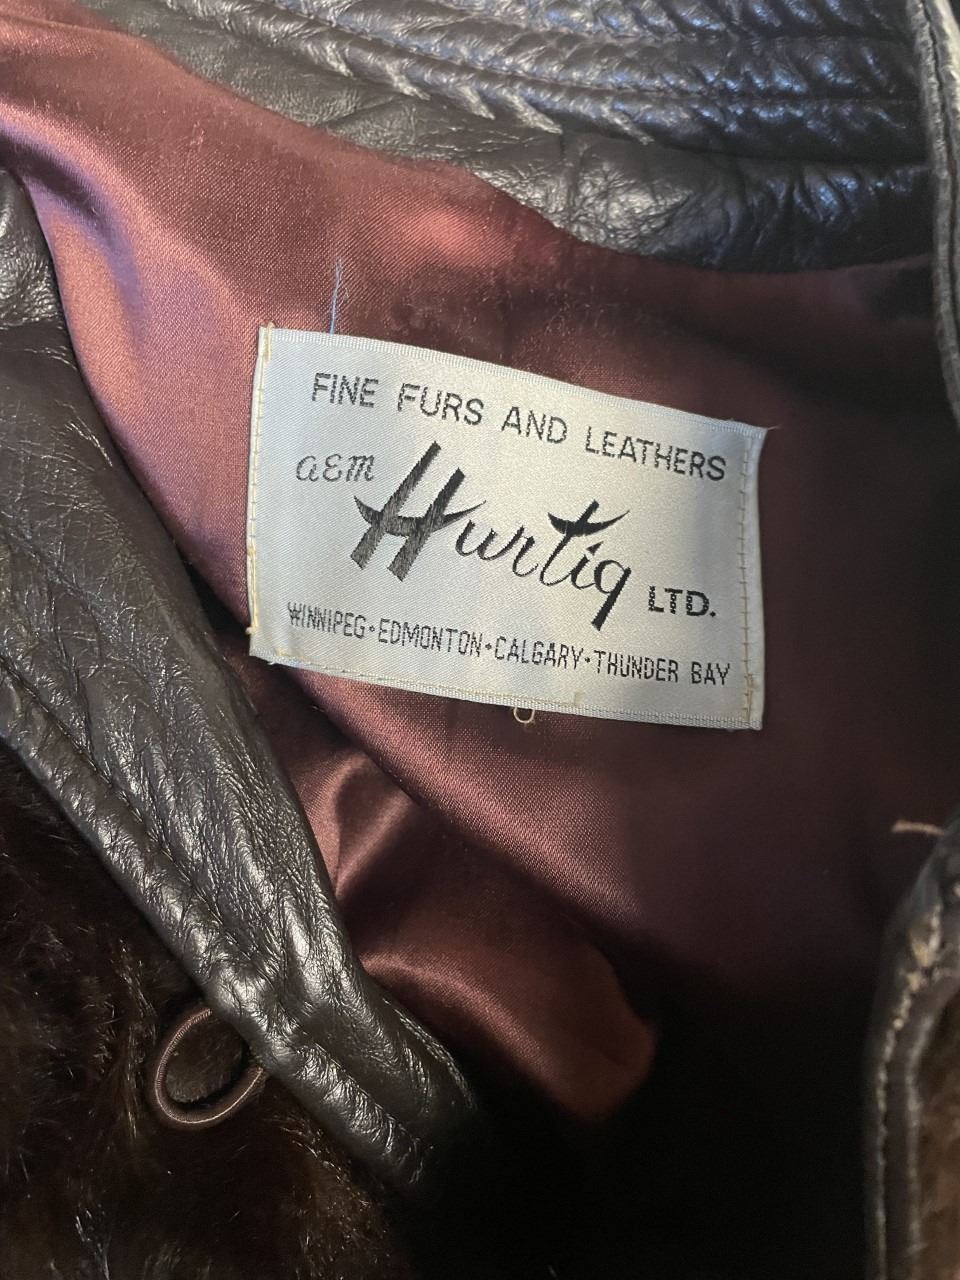 FINE FURS AND LEATHERS
A&M Hurtig LTD.
WINNIPEG•EDMONTON•CALGARY•THUNDER BAY